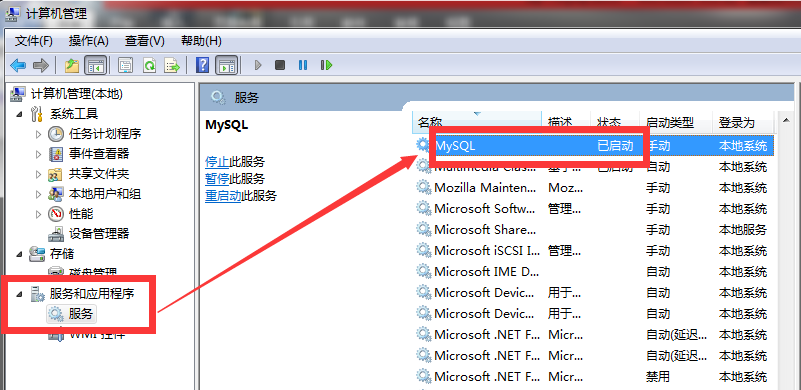 计算机管理
文件(F) 操作(A) 查看(V) 帮助(H)
计算机管理(本地)
系统工具
任务计划程序
事件查看器
共享文件夹
本地用户和组
性能
设备管理器
存储
磁盘管理
服务和应用程序
服务
WMI 控件
服务
MySQL
停止此服务
暂停此服务
重启动此服务
名称 描述 状态 启动类型 登录为
MySQL 已启动 手动 本地系统
Multimedia Clas... 基于... 已启动 自动 本地系统
Mozilla Mainten... Moz... 手动 本地系统
Microsoft Softw... 管理... 手动 本地系统
Microsoft Share... 手动 本地服务
Microsoft iSCSI I... 管理... 手动 本地系统
Microsoft IME D... 自动 本地系统
Microsoft Devic... 用于... 自动 本地系统
Microsoft Devic... 用于... 自动 本地系统
Microsoft .NET F... Micr... 自动(延迟... 本地系统
Microsoft .NET F... Micr... 自动(延迟... 本地系统
Microsoft .NET F... Micr... 禁用 本地系统